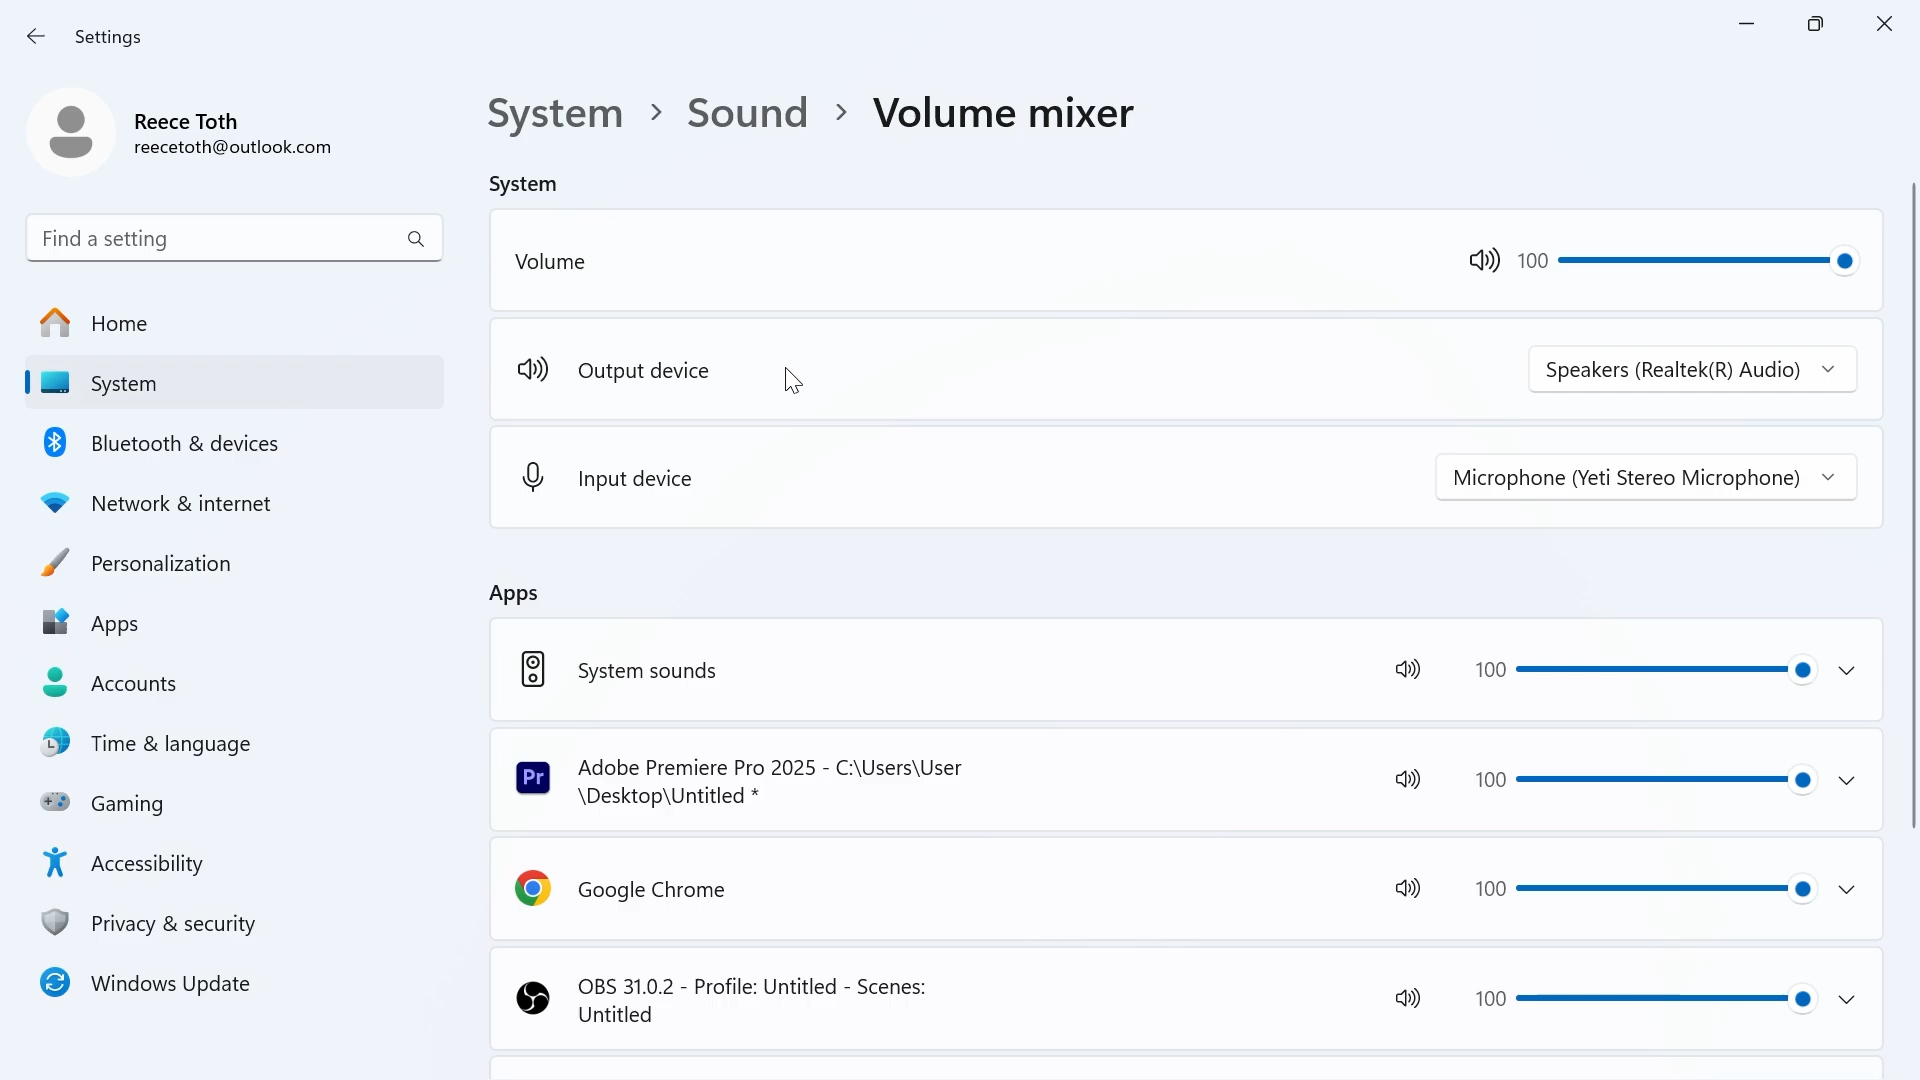 Settings
Reece Toth
reecetoth@outlook.com
Find a setting
Home
System
Bluetooth & devices
Network & internet
Personalization
Apps
Accounts
Time & language
Gaming
Accessibility
Privacy & security
Windows Update
System > Sound > Volume mixer
System
Volume 100
Output device Speakers (Realtek(R) Audio)
Input device Microphone (Yeti Stereo Microphone)
Apps
System sounds 100
Pr Adobe Premiere Pro 2025 - C:\Users\User
\Desktop\Untitled * 100
Google Chrome 100
OBS 31.0.2 - Profile: Untitled - Scenes:
Untitled 100